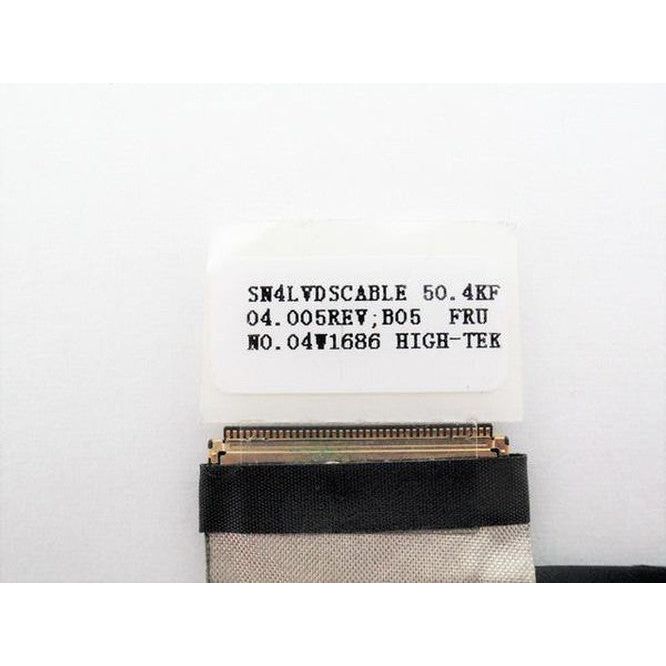 SN4LVDSCABLE 50.4KF
04.005REV;B05 FRU
NO.04W1686 HIGH-TEK